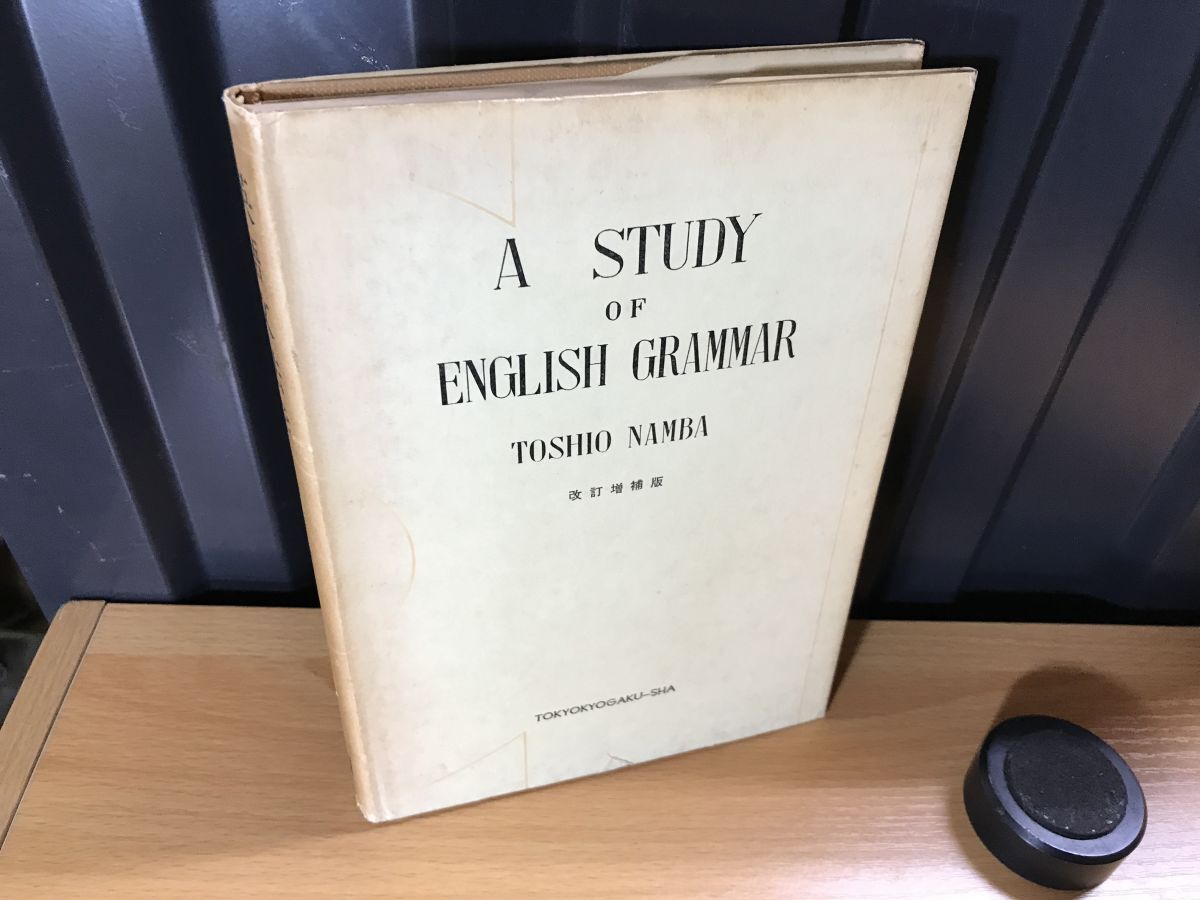 A STUDY
OF
ENGLISH GRAMMAR
TOSHIO NAMBA
改訂増補版
TOKYOKYOGAKU-SHA